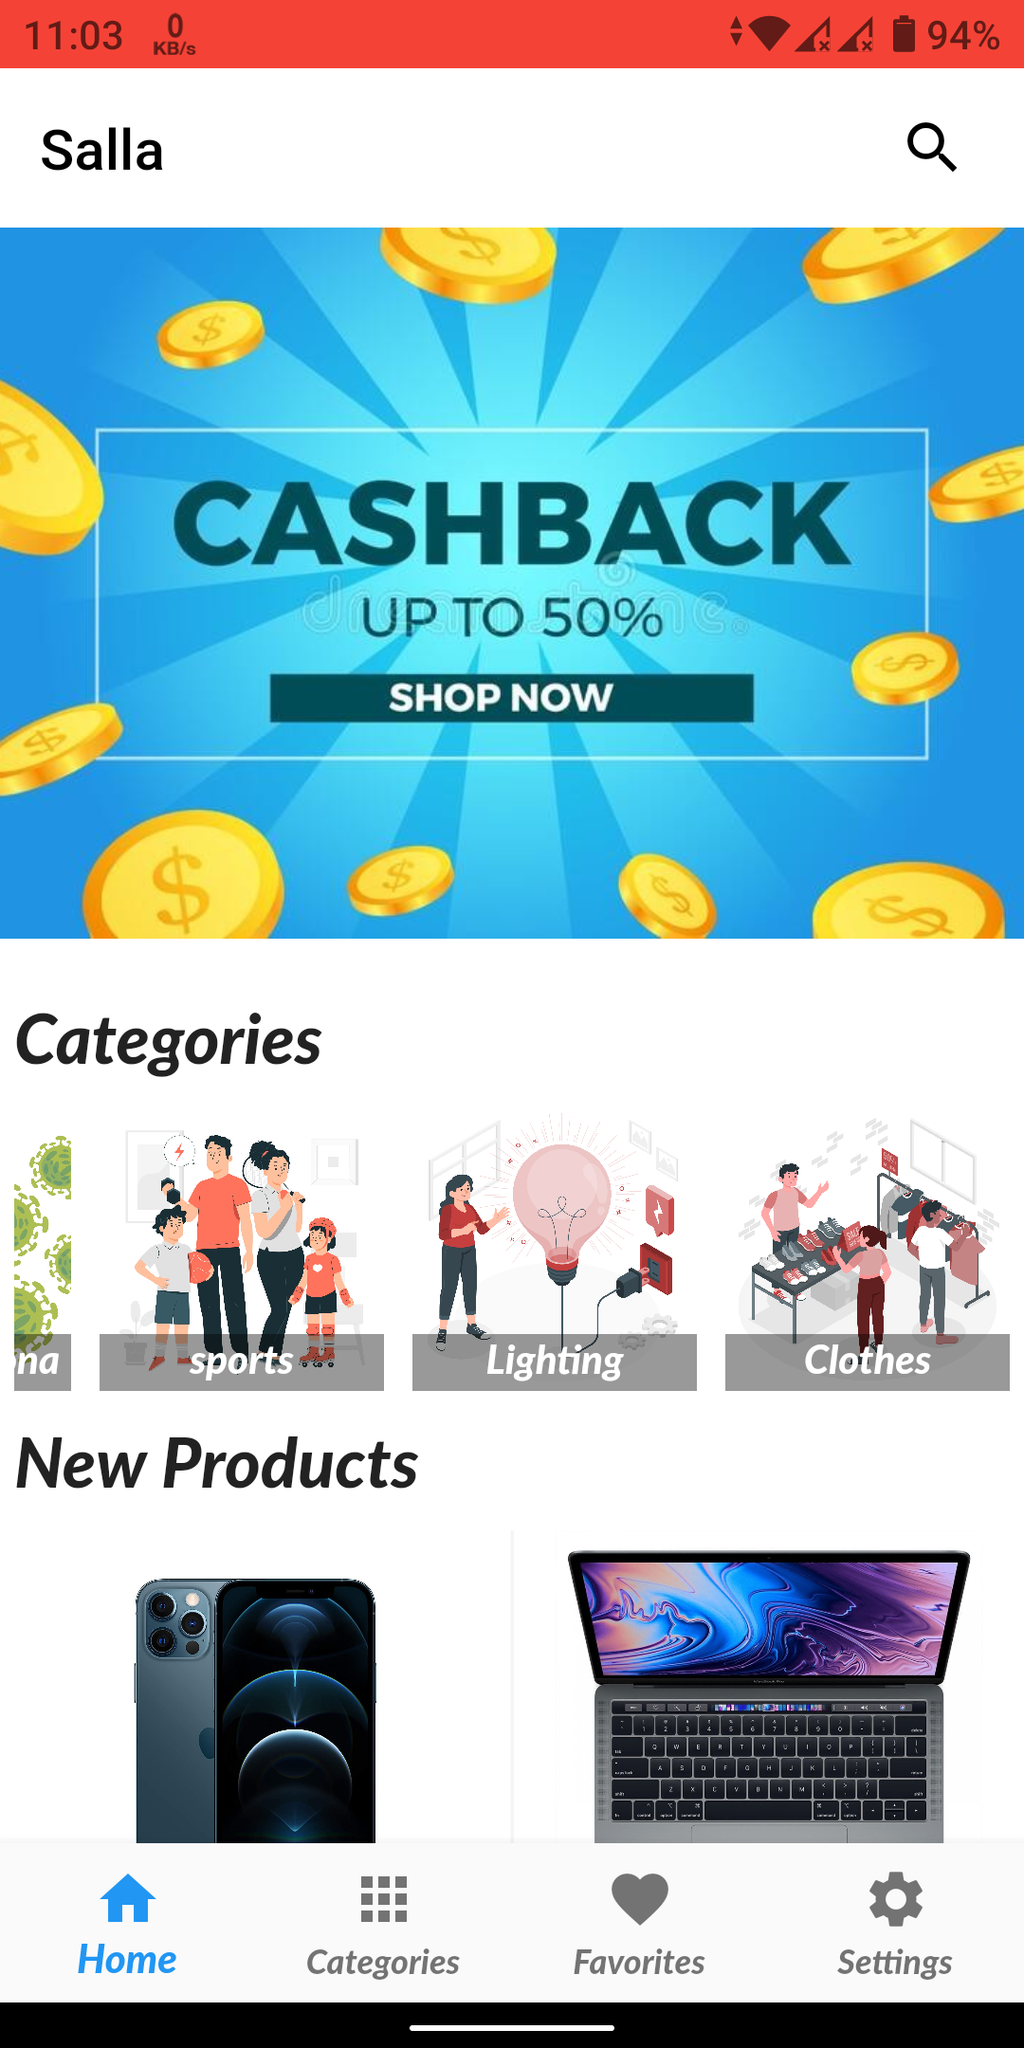 11:03
0
KB/s
94%
Salla
CASHBACK
dreamstime
UP TO 50%
SHOP NOW
Categories
na
sports
Lighting
Clothes
New Products
Home
Categories
Favorites
Settings